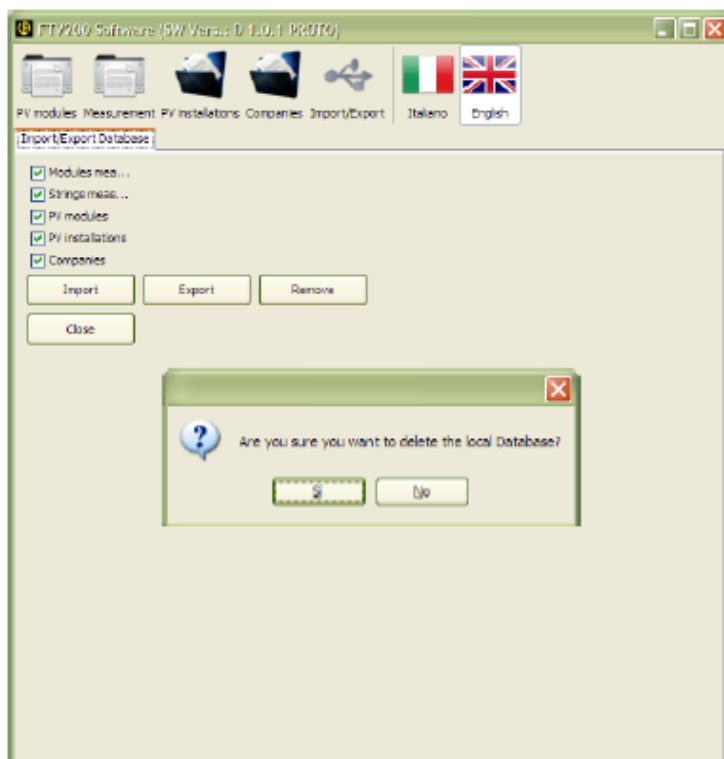 FTV200 Software (SW Vers.: D 1.0.1 PROTO)
PV modules Measurement PV installations Companies Import/Export Italiano English
Import/Export Database
Modules mea...
Strings meas...
PV modules
PV installations
Companies
Import Export Remove
Close
Are you sure you want to delete the local Database?
Sì No